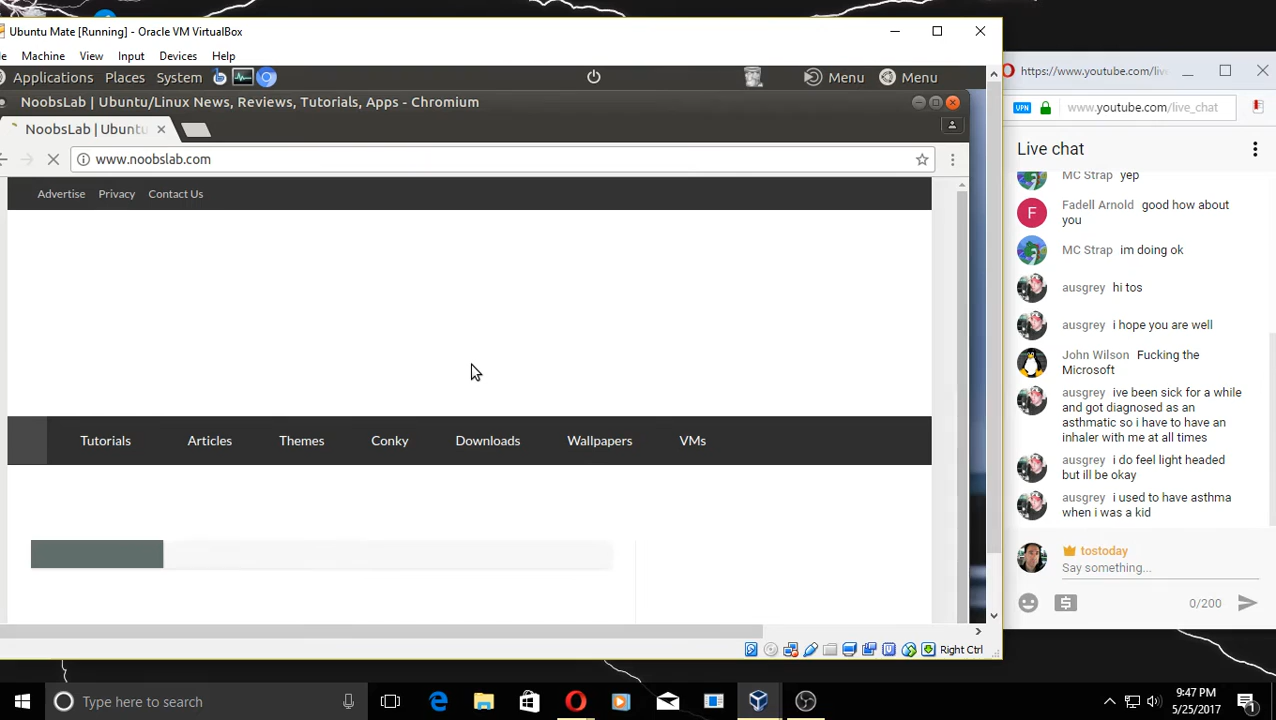 Ubuntu Mate [Running] - Oracle VM VirtualBox
Machine View Input Devices Help
Applications Places System Menu Menu
NoobsLab | Ubuntu/Linux News, Reviews, Tutorials, Apps - Chromium
NoobsLab | Ubuntu
www.noobslab.com
Advertise Privacy Contact Us
Tutorials Articles Themes Conky Downloads Wallpapers VMs
Right Ctrl
https://www.youtube.com/liv
VPN www.youtube.com/live_chat
Live chat
MC Strap yep
F Fadell Arnold good how about
you
MC Strap im doing ok
ausgrey hi tos
ausgrey i hope you are well
John Wilson Fucking the
Microsoft
ausgrey ive been sick for a while
and got diagnosed as an
asthmatic so i have to have an
inhaler with me at all times
ausgrey i do feel light headed
but ill be okay
ausgrey i used to have asthma
when i was a kid
tostoday
Say something...
0/200
Type here to search
9:47 PM
5/25/2017
1